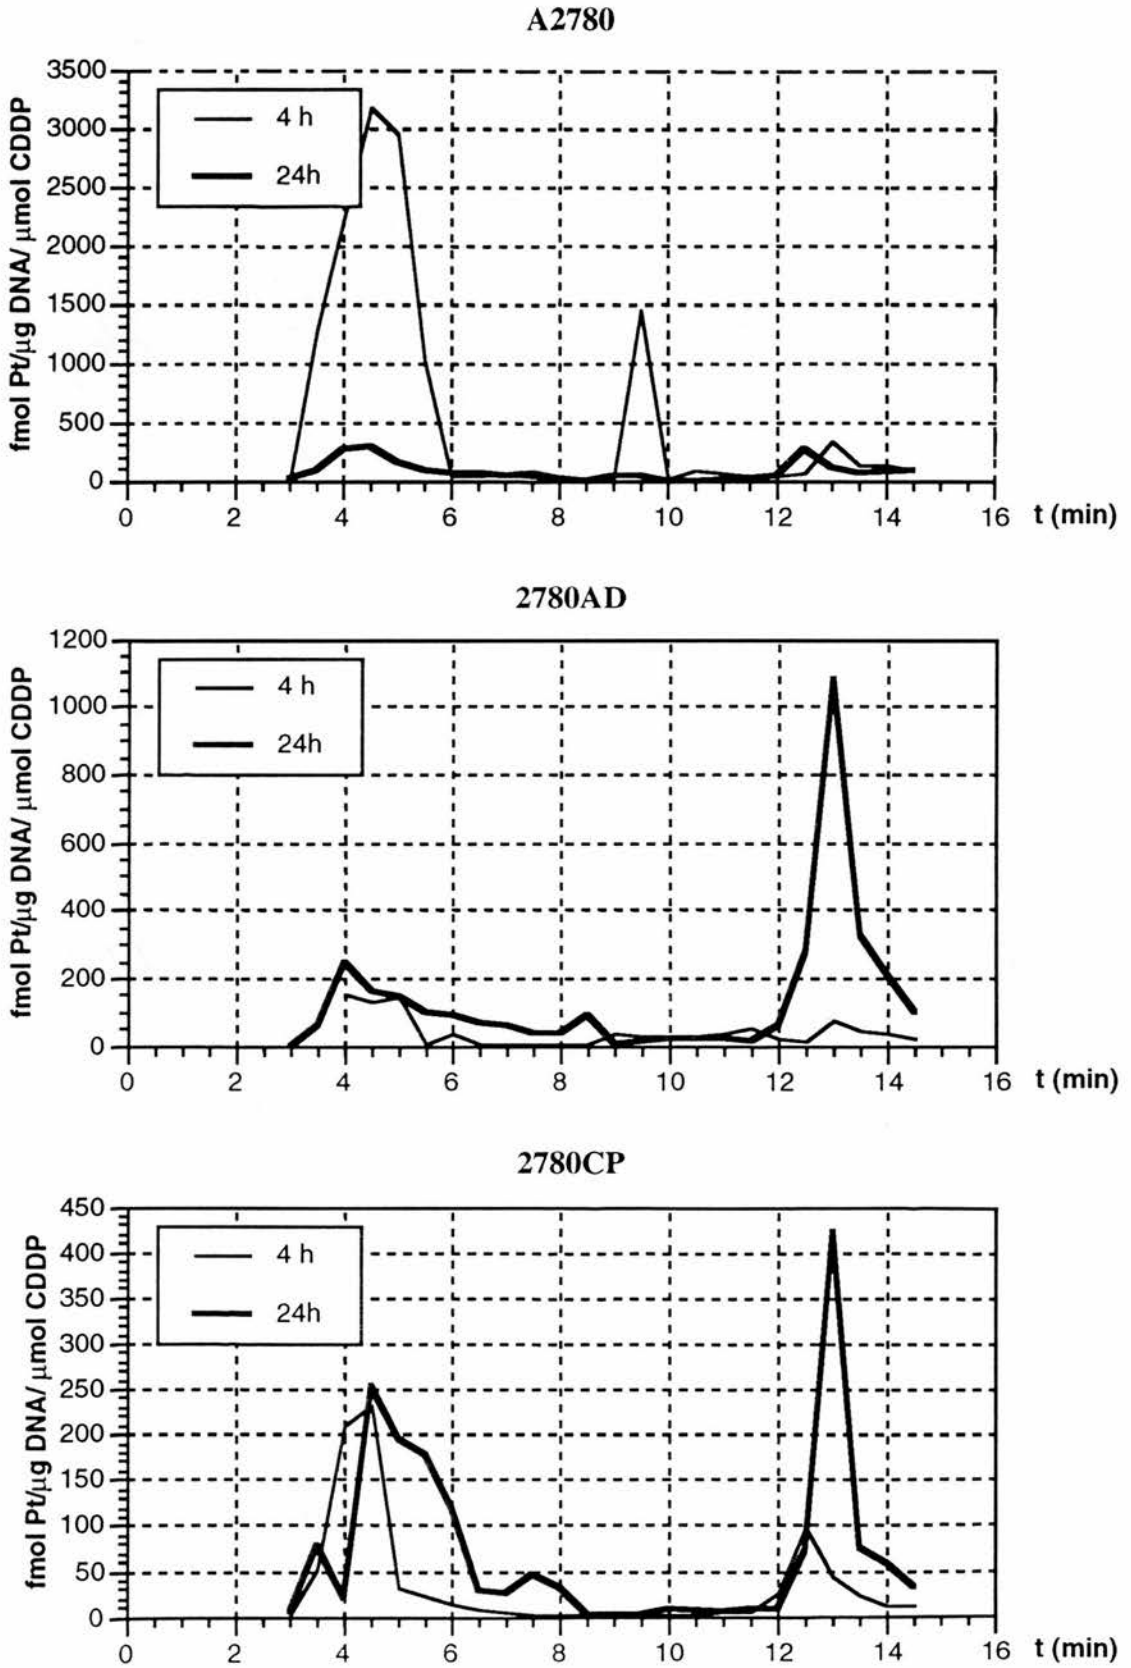 A2780
fmol Pt/μg DNA/ μmol CDDP
3500
3000
2500
2000
1500
1000
500
0
4 h
24h
0 2 4 6 8 10 12 14 16 t (min)
2780AD
fmol Pt/μg DNA/ μmol CDDP
1200
1000
800
600
400
200
0
4 h
24h
0 2 4 6 8 10 12 14 16 t (min)
2780CP
fmol Pt/μg DNA/ μmol CDDP
450
400
350
300
250
200
150
100
50
0
4 h
24h
0 2 4 6 8 10 12 14 16 t (min)